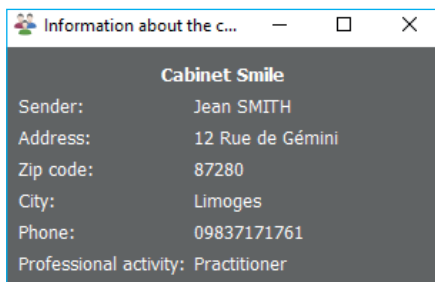 Information about the c...
Cabinet Smile
Sender: Jean SMITH
Address: 12 Rue de Gémini
Zip code: 87280
City: Limoges
Phone: 09837171761
Professional activity: Practitioner